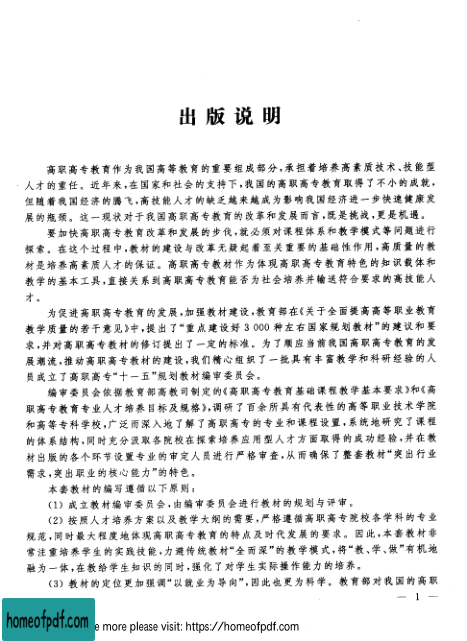 出版说明
高职高专教育作为我国高等教育的重要组成部分,承担着培养高素质技术、技能型
人才的重任。近年来,在国家和社会的支持下,我国的高职高专教育取得了不小的成就,
但随着我国经济的腾飞,高技能人才的缺乏越来越成为影响我国经济进一步快速健康发
展的瓶颈。这一现状对于我国高职高专教育的改革和发展而言,既是挑战,更是机遇。
要加快高职高专教育改革和发展的步伐,就必须对课程体系和教学模式等问题进行
探索。在这个过程中,教材的建设与改革无疑起着至关重要的基础性作用,高质量的教
材是培养高素质人才的保证。高职高专教材作为体现高职高专教育特色的知识载体和
教学的基本工具,直接关系到高职高专教育能否为社会培养并输送符合要求的高技能人
才。
为促进高职高专教育的发展,加强教材建设,教育部在《关于全面提高高等职业教育
教学质量的若干意见》中,提出了“重点建设好3000种左右国家规划教材”的建议和要
求,并对高职高专教材的修订提出了一定的标准。为了顺应当前我国高职高专教育的发
展潮流,推动高职高专教材的建设,我们精心组织了一批具有丰富教学和科研经验的人
员成立了高职高专“十一五”规划教材编审委员会。
编审委员会依据教育部高教司制定的《高职高专教育基础课程教学基本要求》和《高
职高专教育专业人才培养目标及规格》,调研了百余所具有代表性的高等职业技术学院
和高等专科学校,广泛而深入地了解了高职高专的专业和课程设置,系统地研究了课程
的体系结构,同时充分汲取各院校在探索培养应用型人才方面取得的成功经验,并在教
材出版的各个环节设置专业的审定人员进行严格审查,从而确保了整套教材“突出行业
需求,突出职业的核心能力”的特色。
本套教材的编写遵循以下原则:
(1) 成立教材编审委员会,由编审委员会进行教材的规划与评审。
(2) 按照人才培养方案以及教学大纲的需要,严格遵循高职高专院校各学科的专业
规范,同时最大程度地体现高职高专教育的特点及时代发展的要求。因此,本套教材非
常注重培养学生的实践技能,力避传统教材“全而深”的教学模式,将“教、学、做”有机地
融为一体,在教给学生知识的同时,强化了对学生实际操作能力的培养。
(3) 教材的定位更加强调“以就业为导向”,因此也更为科学。教育部对我国的高职
— 1 —
homeofpdf.com
e more please visit: https://homeofpdf.com
homeofpdf.com